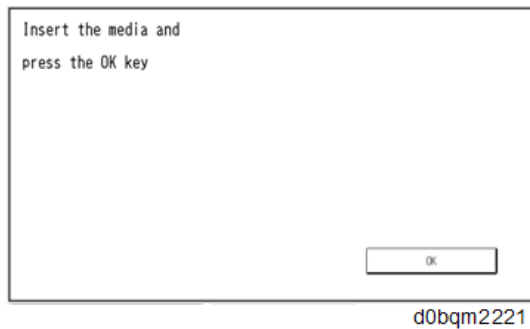 Insert the media and
press the OK key
OK
d0bqm2221